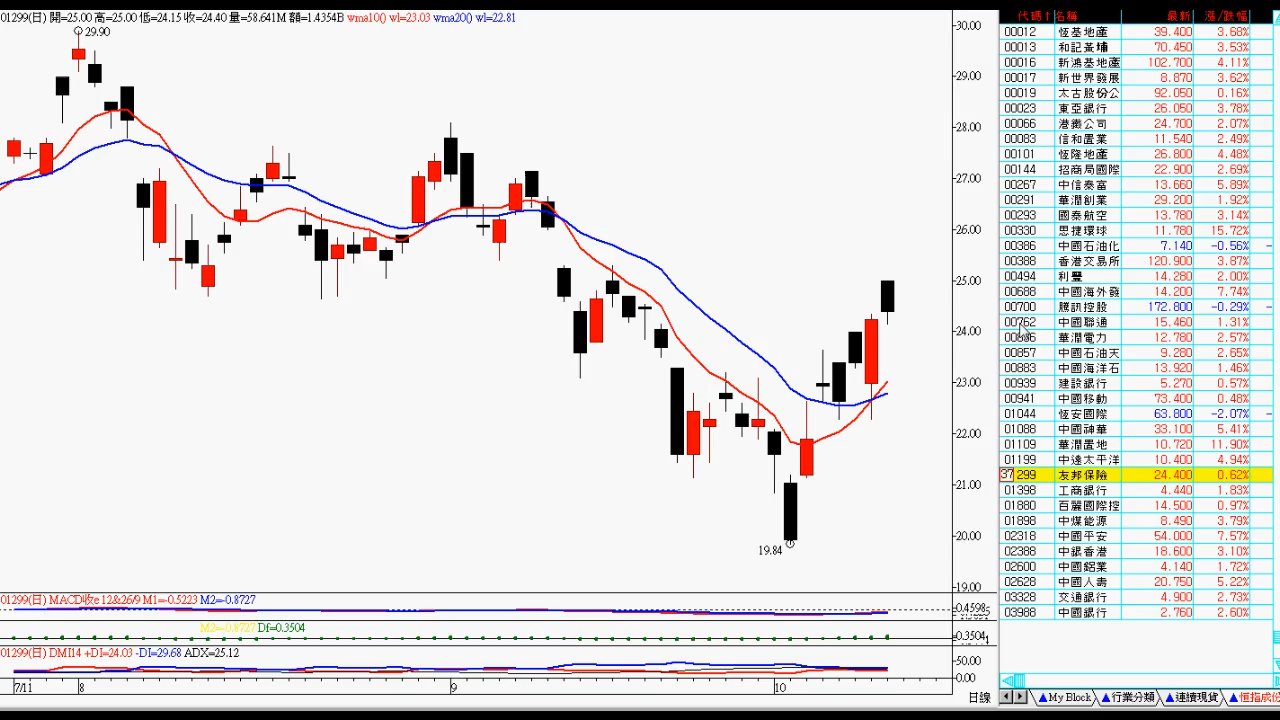 01299(日) 開=25.00 高=25.00 低=24.15 收=24.40 量=58.641M 額=1.4354B wma10() wl=23.03 wma20() wl=22.81
29.90
19.84
30.00
29.00
28.00
27.00
26.00
25.00
24.00
23.00
22.00
21.00
20.00
19.00
01299(日) MACD收e 12&26/9 M1=-0.5223 M2=-0.8727
0.4598
M2=-0.8727 Df=0.3504
0.3504
01299(日) DMI14 +DI=24.03 -DI=29.68 ADX=25.12
50.00
0.00
7/11 8 9 10
日線
代碼↑ 名稱 最新 漲/跌幅
00012 恆基地產 39.400 3.68%
00013 和記黃埔 70.450 3.53%
00016 新鴻基地產 102.700 4.11%
00017 新世界發展 8.870 3.62%
00019 太古股份公 92.050 0.16%
00023 東亞銀行 26.050 3.78%
00066 港鐵公司 24.700 2.07%
00083 信和置業 11.540 2.49%
00101 恆隆地產 26.800 4.48%
00144 招商局國際 22.900 2.69%
00267 中信泰富 13.660 5.89%
00291 華潤創業 29.200 1.92%
00293 國泰航空 13.780 3.14%
00330 思捷環球 11.780 15.72%
00386 中國石油化 7.140 -0.56%
00388 香港交易所 120.900 3.87%
00494 利豐 14.280 2.00%
00688 中國海外發 14.200 7.74%
00700 騰訊控股 172.800 -0.29%
00762 中國聯通 15.460 1.31%
00836 華潤電力 12.780 2.57%
00857 中國石油天 9.280 2.65%
00883 中國海洋石 13.920 1.46%
00939 建設銀行 5.270 0.57%
00941 中國移動 73.400 0.48%
01044 恆安國際 63.800 -2.07%
01088 中國神華 33.100 5.41%
01109 華潤置地 10.720 11.90%
01199 中遠太平洋 10.400 4.94%
37 299 友邦保險 24.400 0.62%
01398 工商銀行 4.440 1.83%
01880 百麗國際控 14.500 0.97%
01898 中煤能源 8.490 3.79%
02318 中國平安 54.000 7.57%
02388 中銀香港 18.600 3.10%
02600 中國鋁業 4.140 1.72%
02628 中國人壽 20.750 5.22%
03328 交通銀行 4.900 2.73%
03988 中國銀行 2.760 2.60%
My Block 行業分類 連續現貨 恒指成份